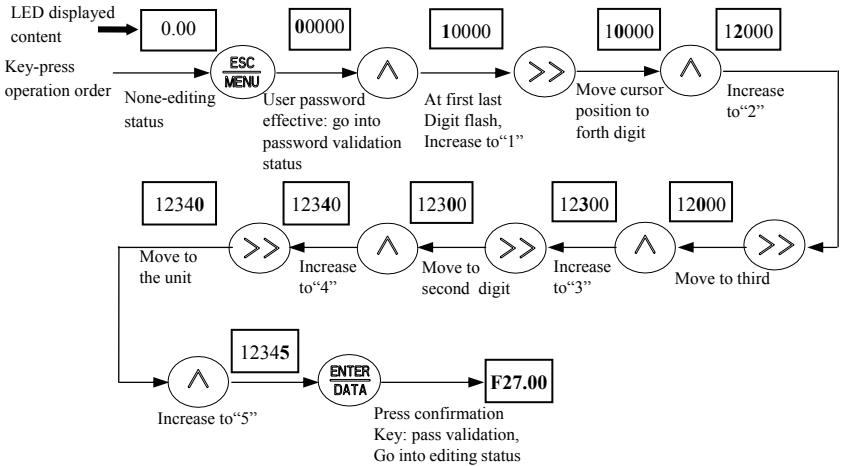 LED displayed
content
0.00
00000
10000
10000
12000
Key-press
operation order
ESC
MENU
None-editing
status
User password
effective: go into
password validation
status
At first last
Digit flash,
Increase to“1”
Move cursor
position to
forth digit
Increase
to“2”
12340
12340
12300
12300
12000
Move to
the unit
Increase
to“4”
Move to
second digit
Increase
to“3”
Move to third
12345
ENTER
DATA
F27.00
Increase to“5”
Press confirmation
Key: pass validation,
Go into editing status